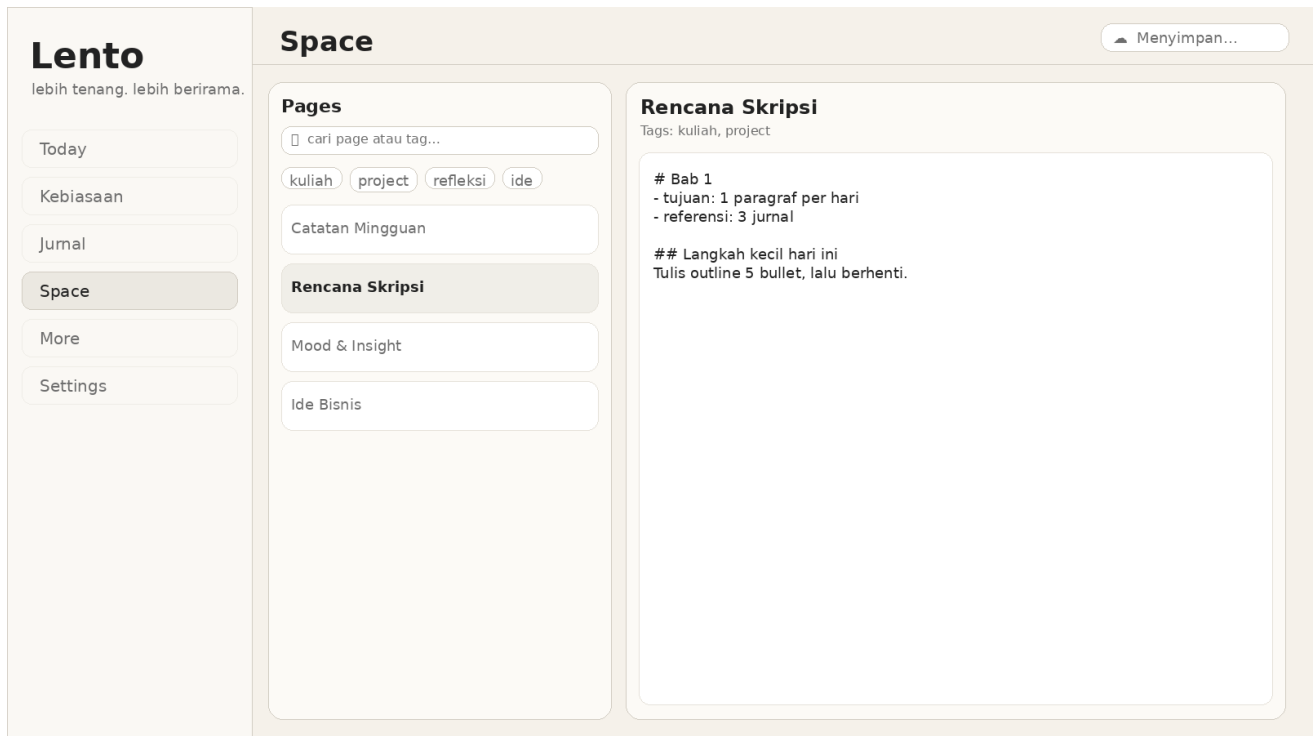 Lento
lebih tenang. lebih berirama.
Today
Kebiasaan
Jurnal
Space
More
Settings
Space
☁ Menyimpan…
Pages
cari page atau tag…
kuliah project refleksi ide
Catatan Mingguan
Rencana Skripsi
Mood & Insight
Ide Bisnis
Rencana Skripsi
Tags: kuliah, project
# Bab 1
- tujuan: 1 paragraf per hari
- referensi: 3 jurnal
## Langkah kecil hari ini
Tulis outline 5 bullet, lalu berhenti.